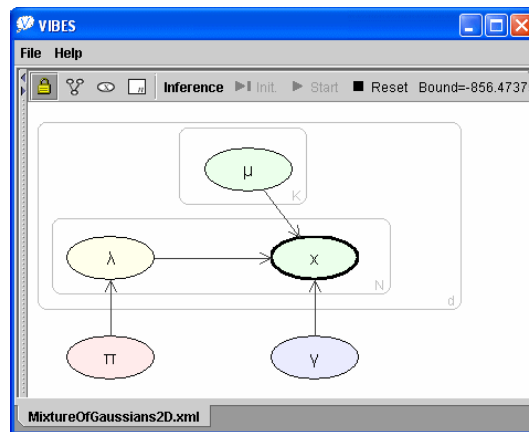 VIBES
File Help
Inference Init. Start Reset Bound=-856.4737
μ
K
λ x
N
d
π γ
MixtureOfGaussians2D.xml